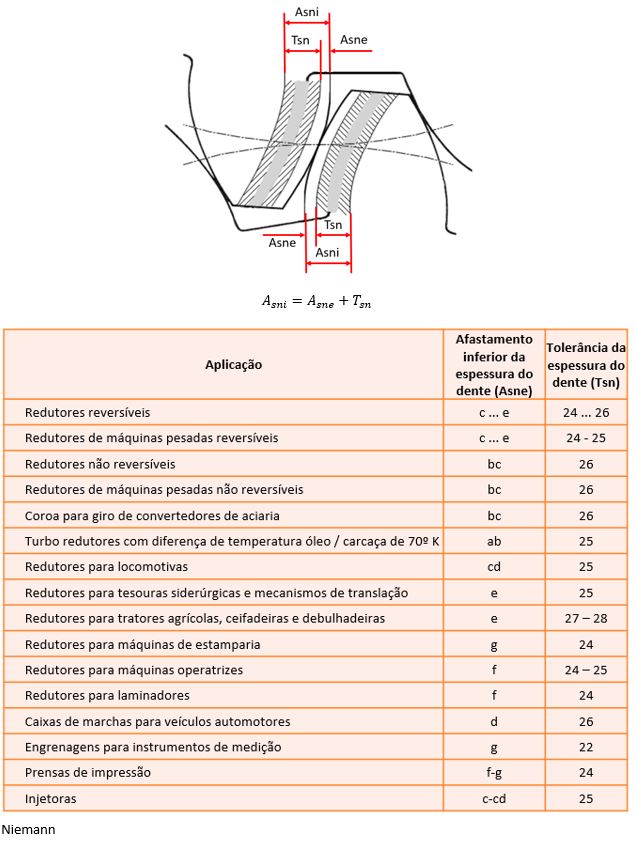 Asni
Tsn Asne
Tsn
Asne
Asni
A_sni = A_sne + T_sn
Aplicação
Afastamento
inferior da
espessura do
dente (Asne)
Tolerância da
espessura do
dente (Tsn)
Redutores reversíveis c ... e 24 ... 26
Redutores de máquinas pesadas reversíveis c ... e 24 - 25
Redutores não reversíveis bc 26
Redutores de máquinas pesadas não reversíveis bc 26
Coroa para giro de convertedores de aciaria bc 26
Turbo redutores com diferença de temperatura óleo / carcaça de 70º K ab 25
Redutores para locomotivas cd 25
Redutores para tesouras siderúrgicas e mecanismos de translação e 25
Redutores para tratores agrícolas, ceifadeiras e debulhadeiras e 27 – 28
Redutores para máquinas de estamparia g 24
Redutores para máquinas operatrizes f 24 – 25
Redutores para laminadores f 24
Caixas de marchas para veículos automotores d 26
Engrenagens para instrumentos de medição g 22
Prensas de impressão f-g 24
Injetoras c-cd 25
Niemann